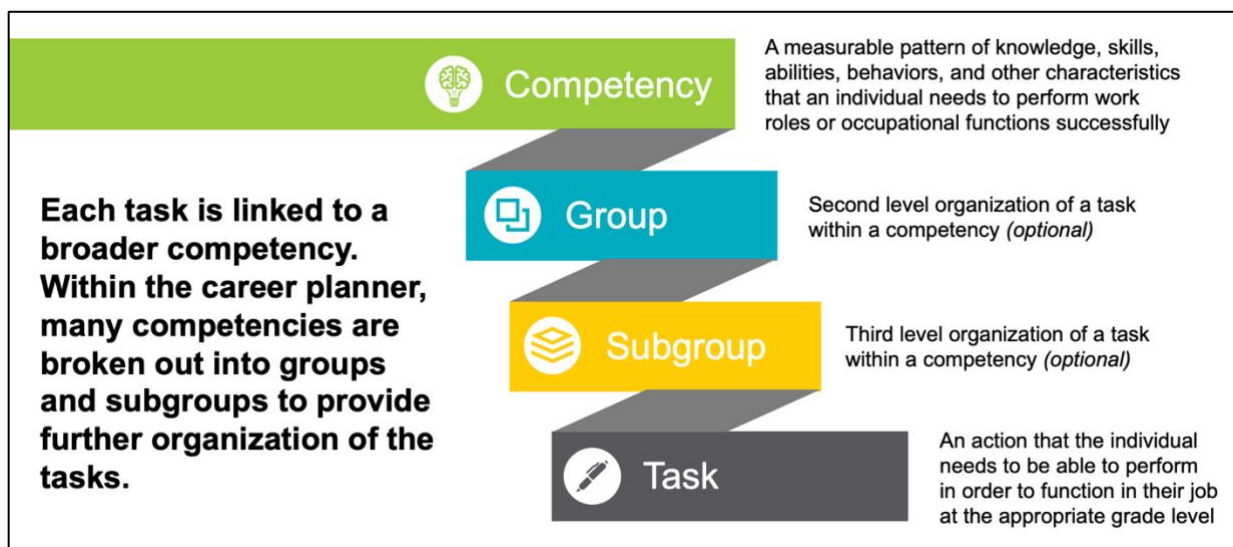 Competency
A measurable pattern of knowledge, skills,
abilities, behaviors, and other characteristics
that an individual needs to perform work
roles or occupational functions successfully
Each task is linked to a
broader competency.
Within the career planner,
many competencies are
broken out into groups
and subgroups to provide
further organization of the
tasks.
Group
Second level organization of a task
within a competency (optional)
Subgroup
Third level organization of a task
within a competency (optional)
Task
An action that the individual
needs to be able to perform
in order to function in their job
at the appropriate grade level